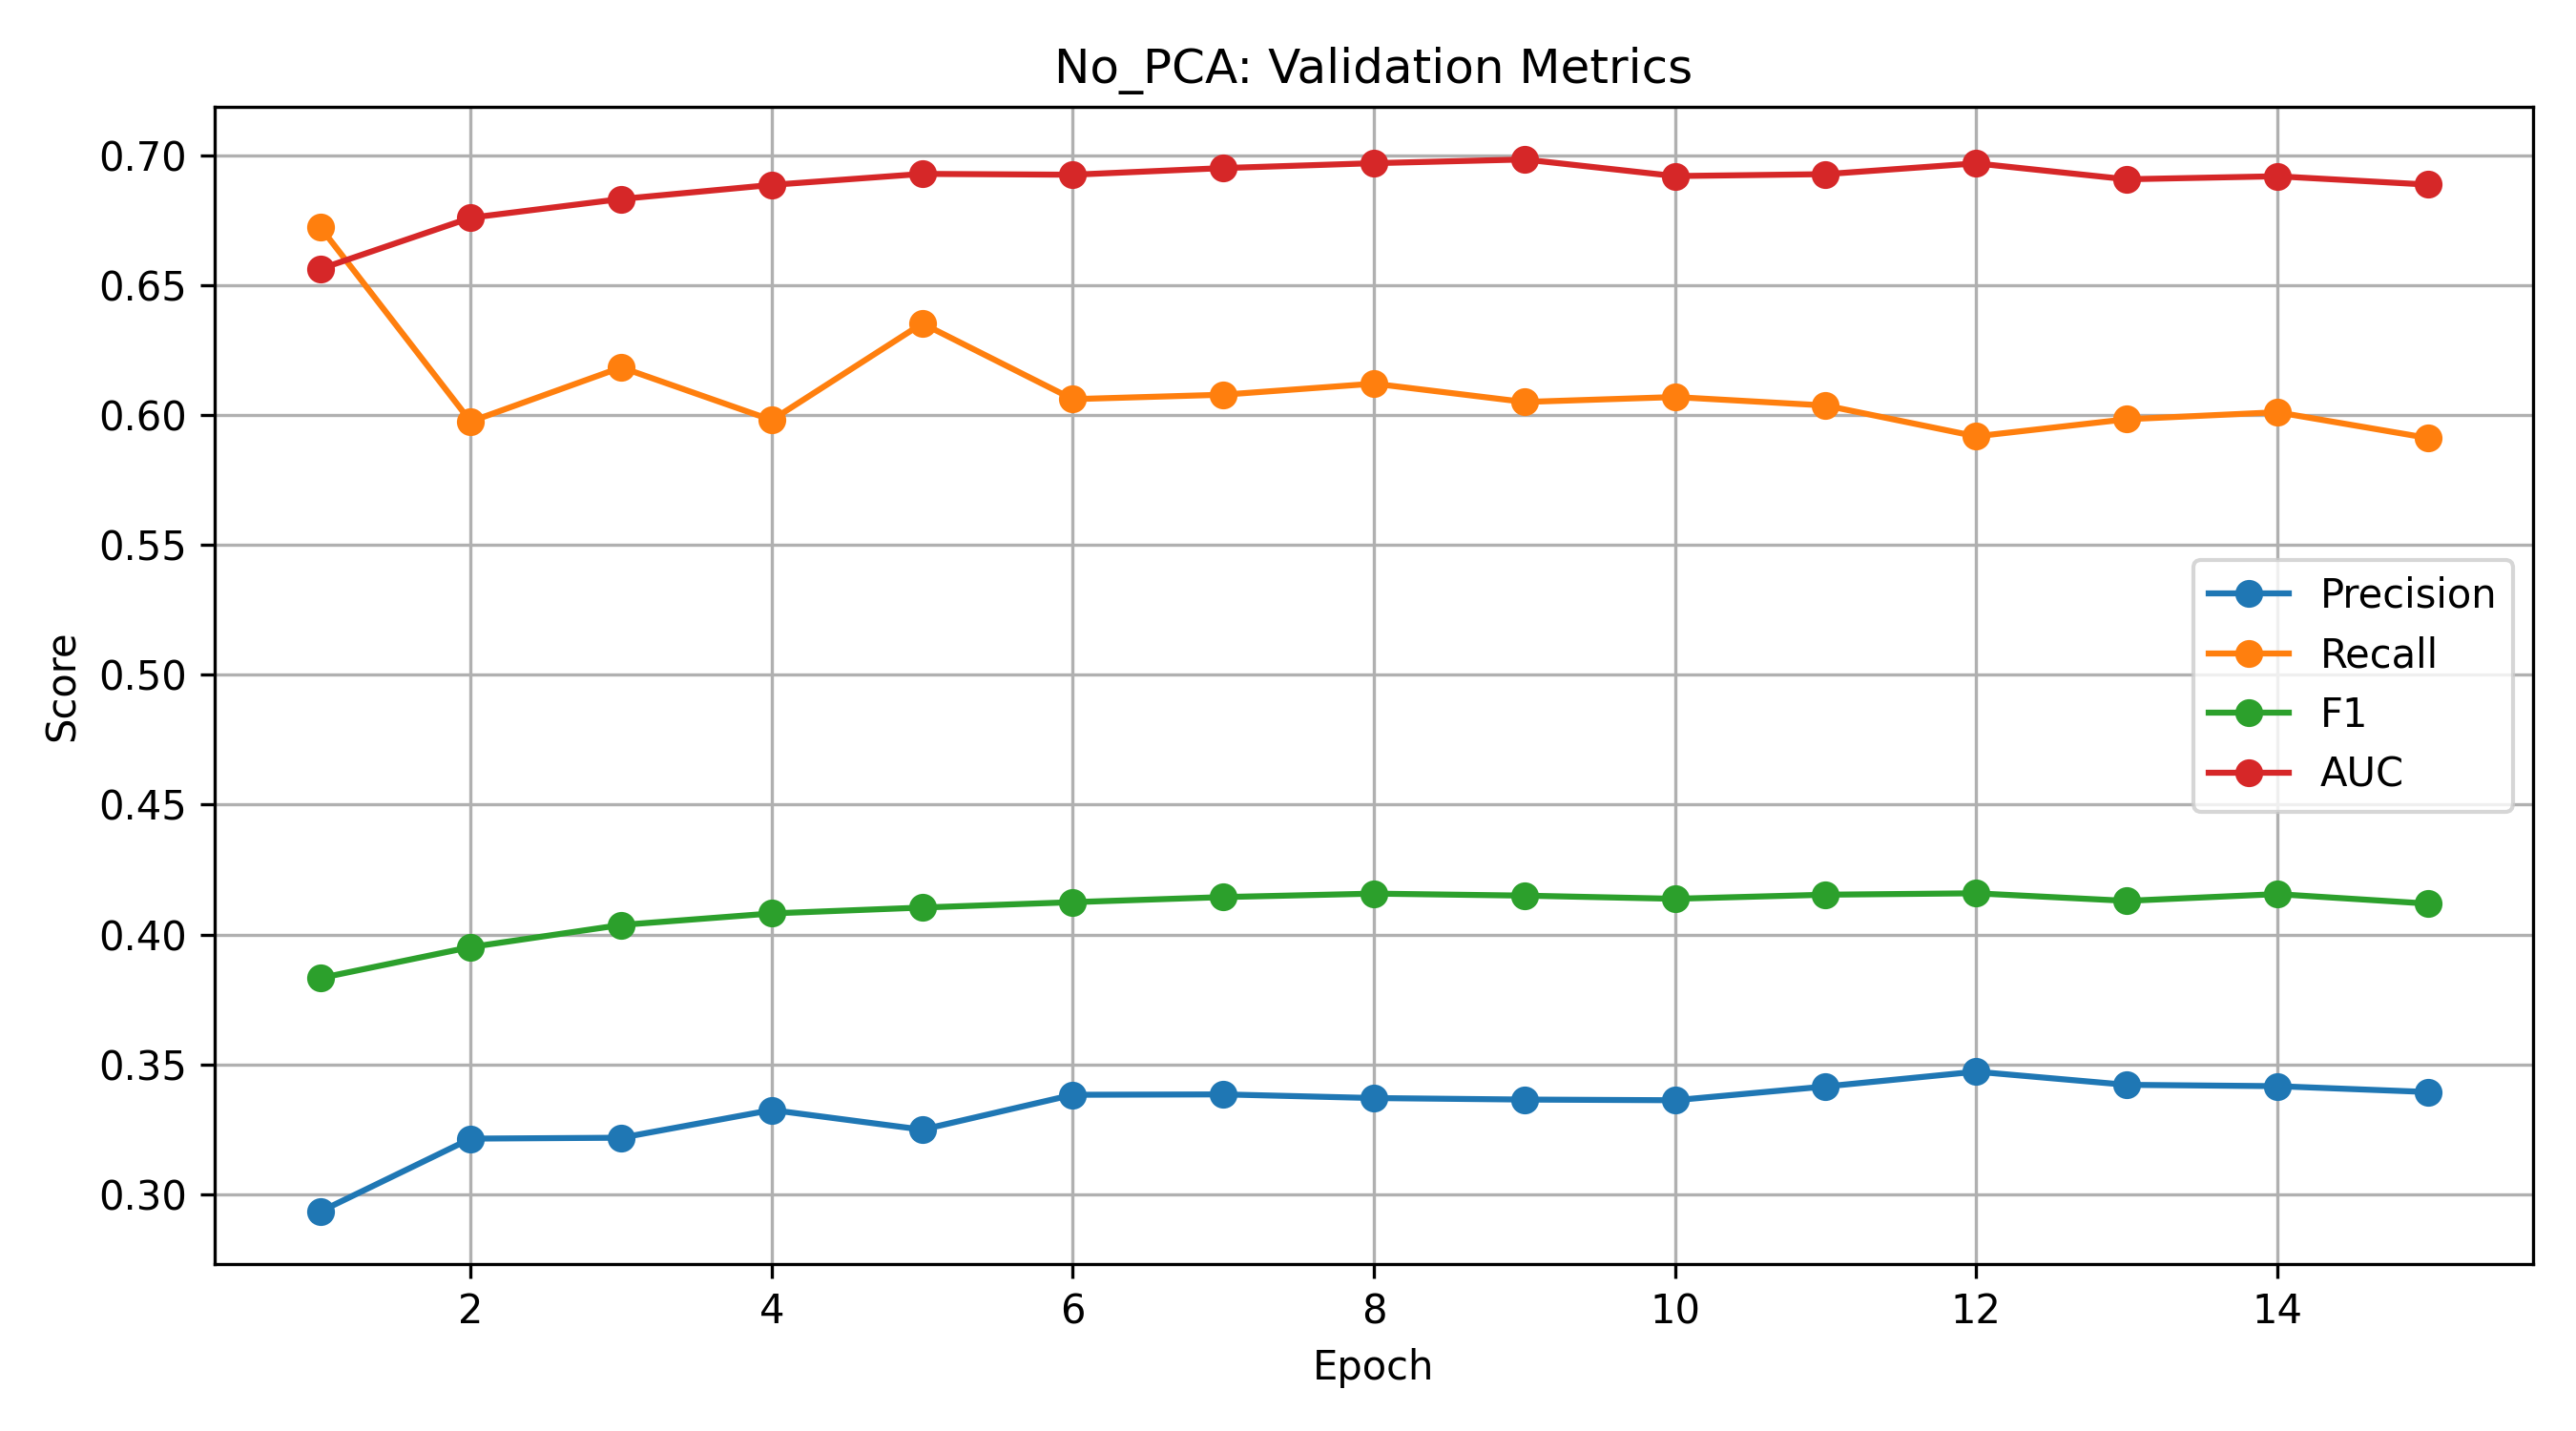 No_PCA: Validation Metrics
Score
0.70
0.65
0.60
0.55
0.50
0.45
0.40
0.35
0.30
Precision
Recall
F1
AUC
2 4 6 8 10 12 14
Epoch